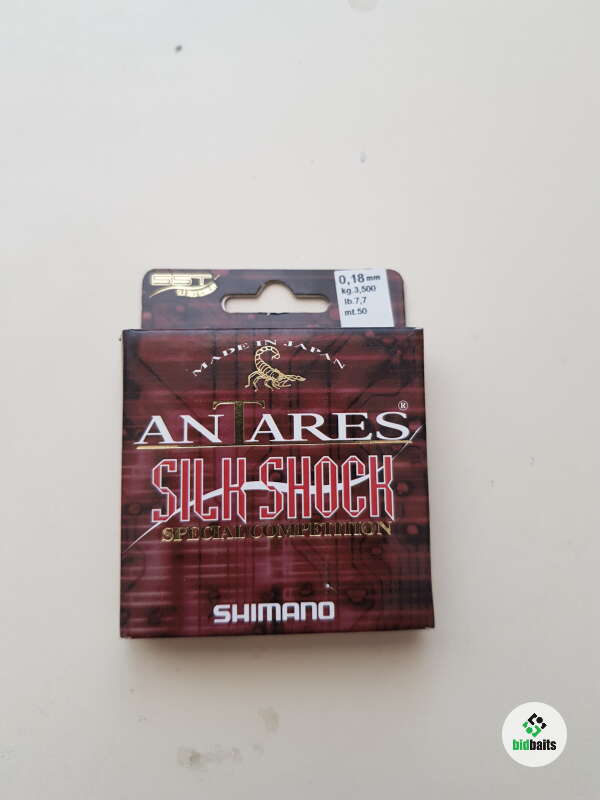 SST
0,18 mm
kg.3,500
lb.7,7
mt.50
MADE IN JAPAN
ANTARES®
SILK SHOCK
SPECIAL COMPETITION
SHIMANO
bidbaits